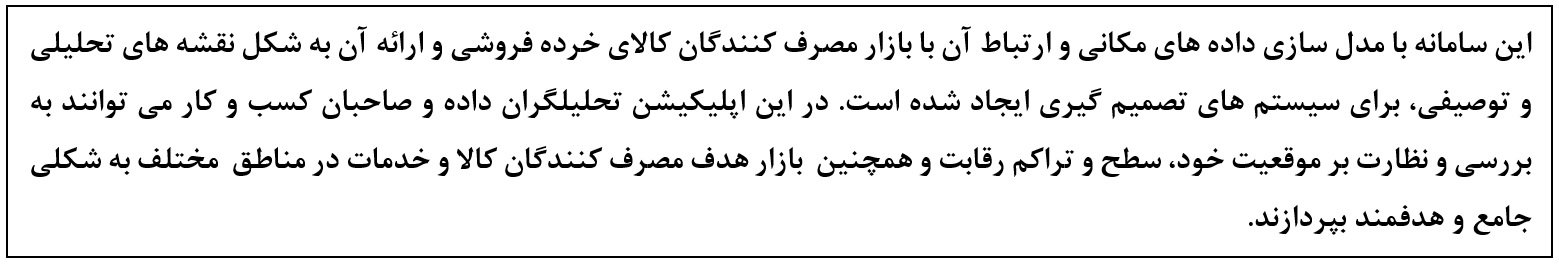 این سامانه با مدل سازی داده های مکانی و ارتباط آن با بازار مصرف کنندگان کالای خرده فروشی و ارائه آن به شکل نقشه های تحلیلی
و توصیفی، برای سیستم های تصمیم گیری ایجاد شده است. در این اپلیکیشن تحلیلگران داده و صاحبان کسب و کار می توانند به
بررسی و نظارت بر موقعیت خود، سطح و تراکم رقابت و همچنین بازار هدف مصرف کنندگان کالا و خدمات در مناطق مختلف به شکلی
جامع و هدفمند بپردازند.